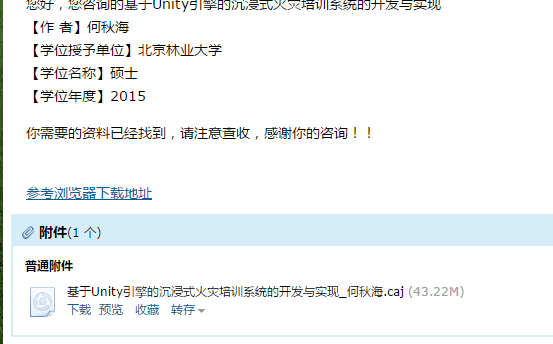 您好，您咨询的基于Unity引擎的沉浸式火灾培训系统的开发与实现
【作 者】何秋海
【学位授予单位】北京林业大学
【学位名称】硕士
【学位年度】2015
你需要的资料已经找到，请注意查收，感谢你的咨询！！
参考浏览器下载地址
附件(1 个)
普通附件
基于Unity引擎的沉浸式火灾培训系统的开发与实现_何秋海.caj (43.22M)
下载 预览 收藏 转存